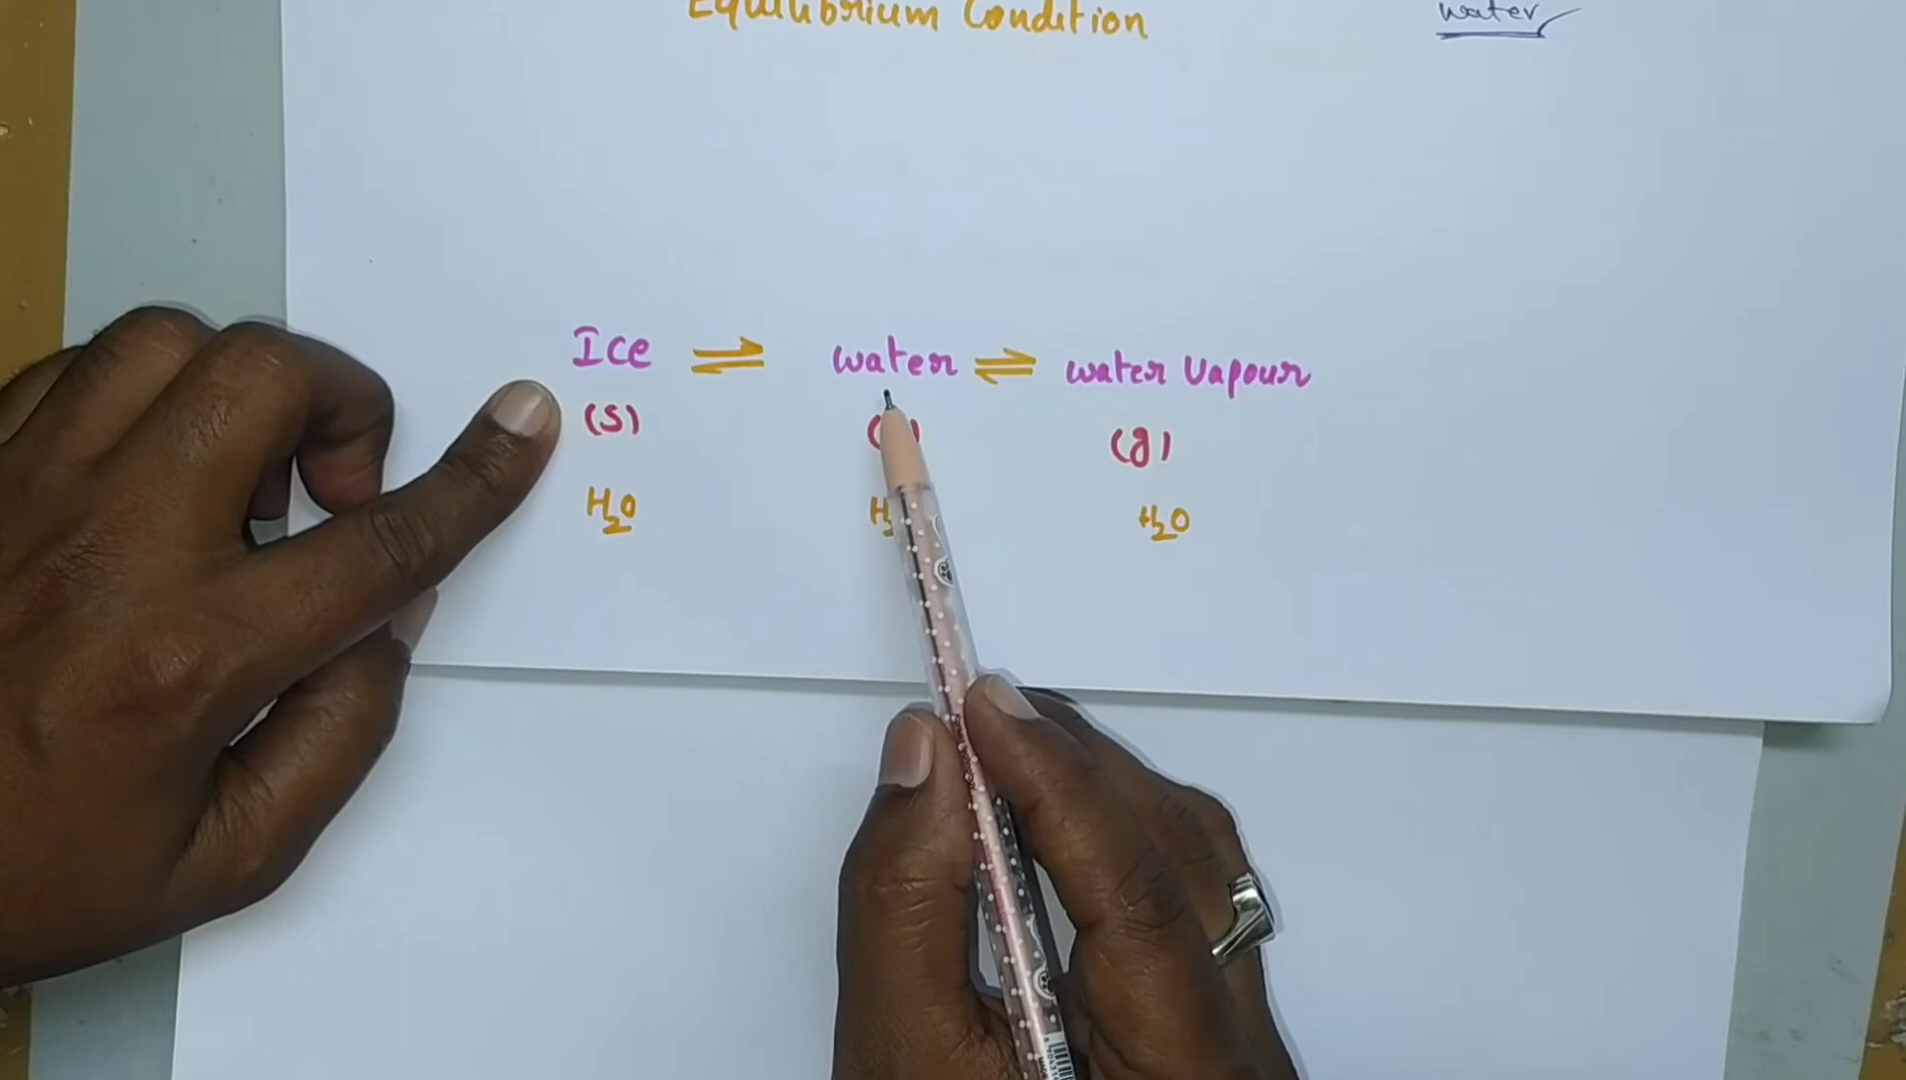 Equilibrium Condition
water
Ice ⇌ water ⇌ water Vapour
(s) (g)
H2O H2O